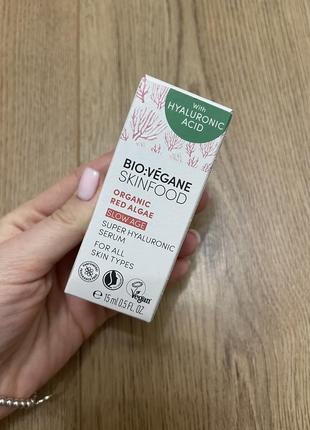 With
HYALURONIC
ACID
BIO:VÉGANE
SKINFOOD
ORGANIC
RED ALGAE
SLOW AGE
SUPER HYALURONIC
SERUM
FOR ALL
SKIN TYPES
Vegan
℮ 15 ml 0.5 FL. OZ.